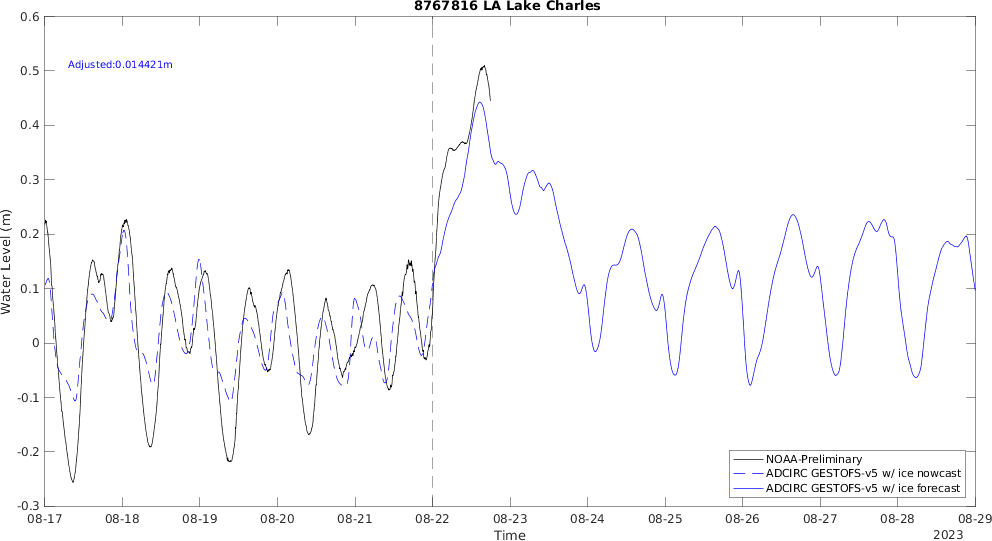 8767816 LA Lake Charles
0.6
0.5
0.4
0.3
0.2
0.1
0
-0.1
-0.2
-0.3
Water Level (m)
Adjusted:0.014421m
NOAA-Preliminary
ADCIRC GESTOFS-v5 w/ ice nowcast
ADCIRC GESTOFS-v5 w/ ice forecast
08-17 08-18 08-19 08-20 08-21 08-22 08-23 08-24 08-25 08-26 08-27 08-28 08-29
Time
2023